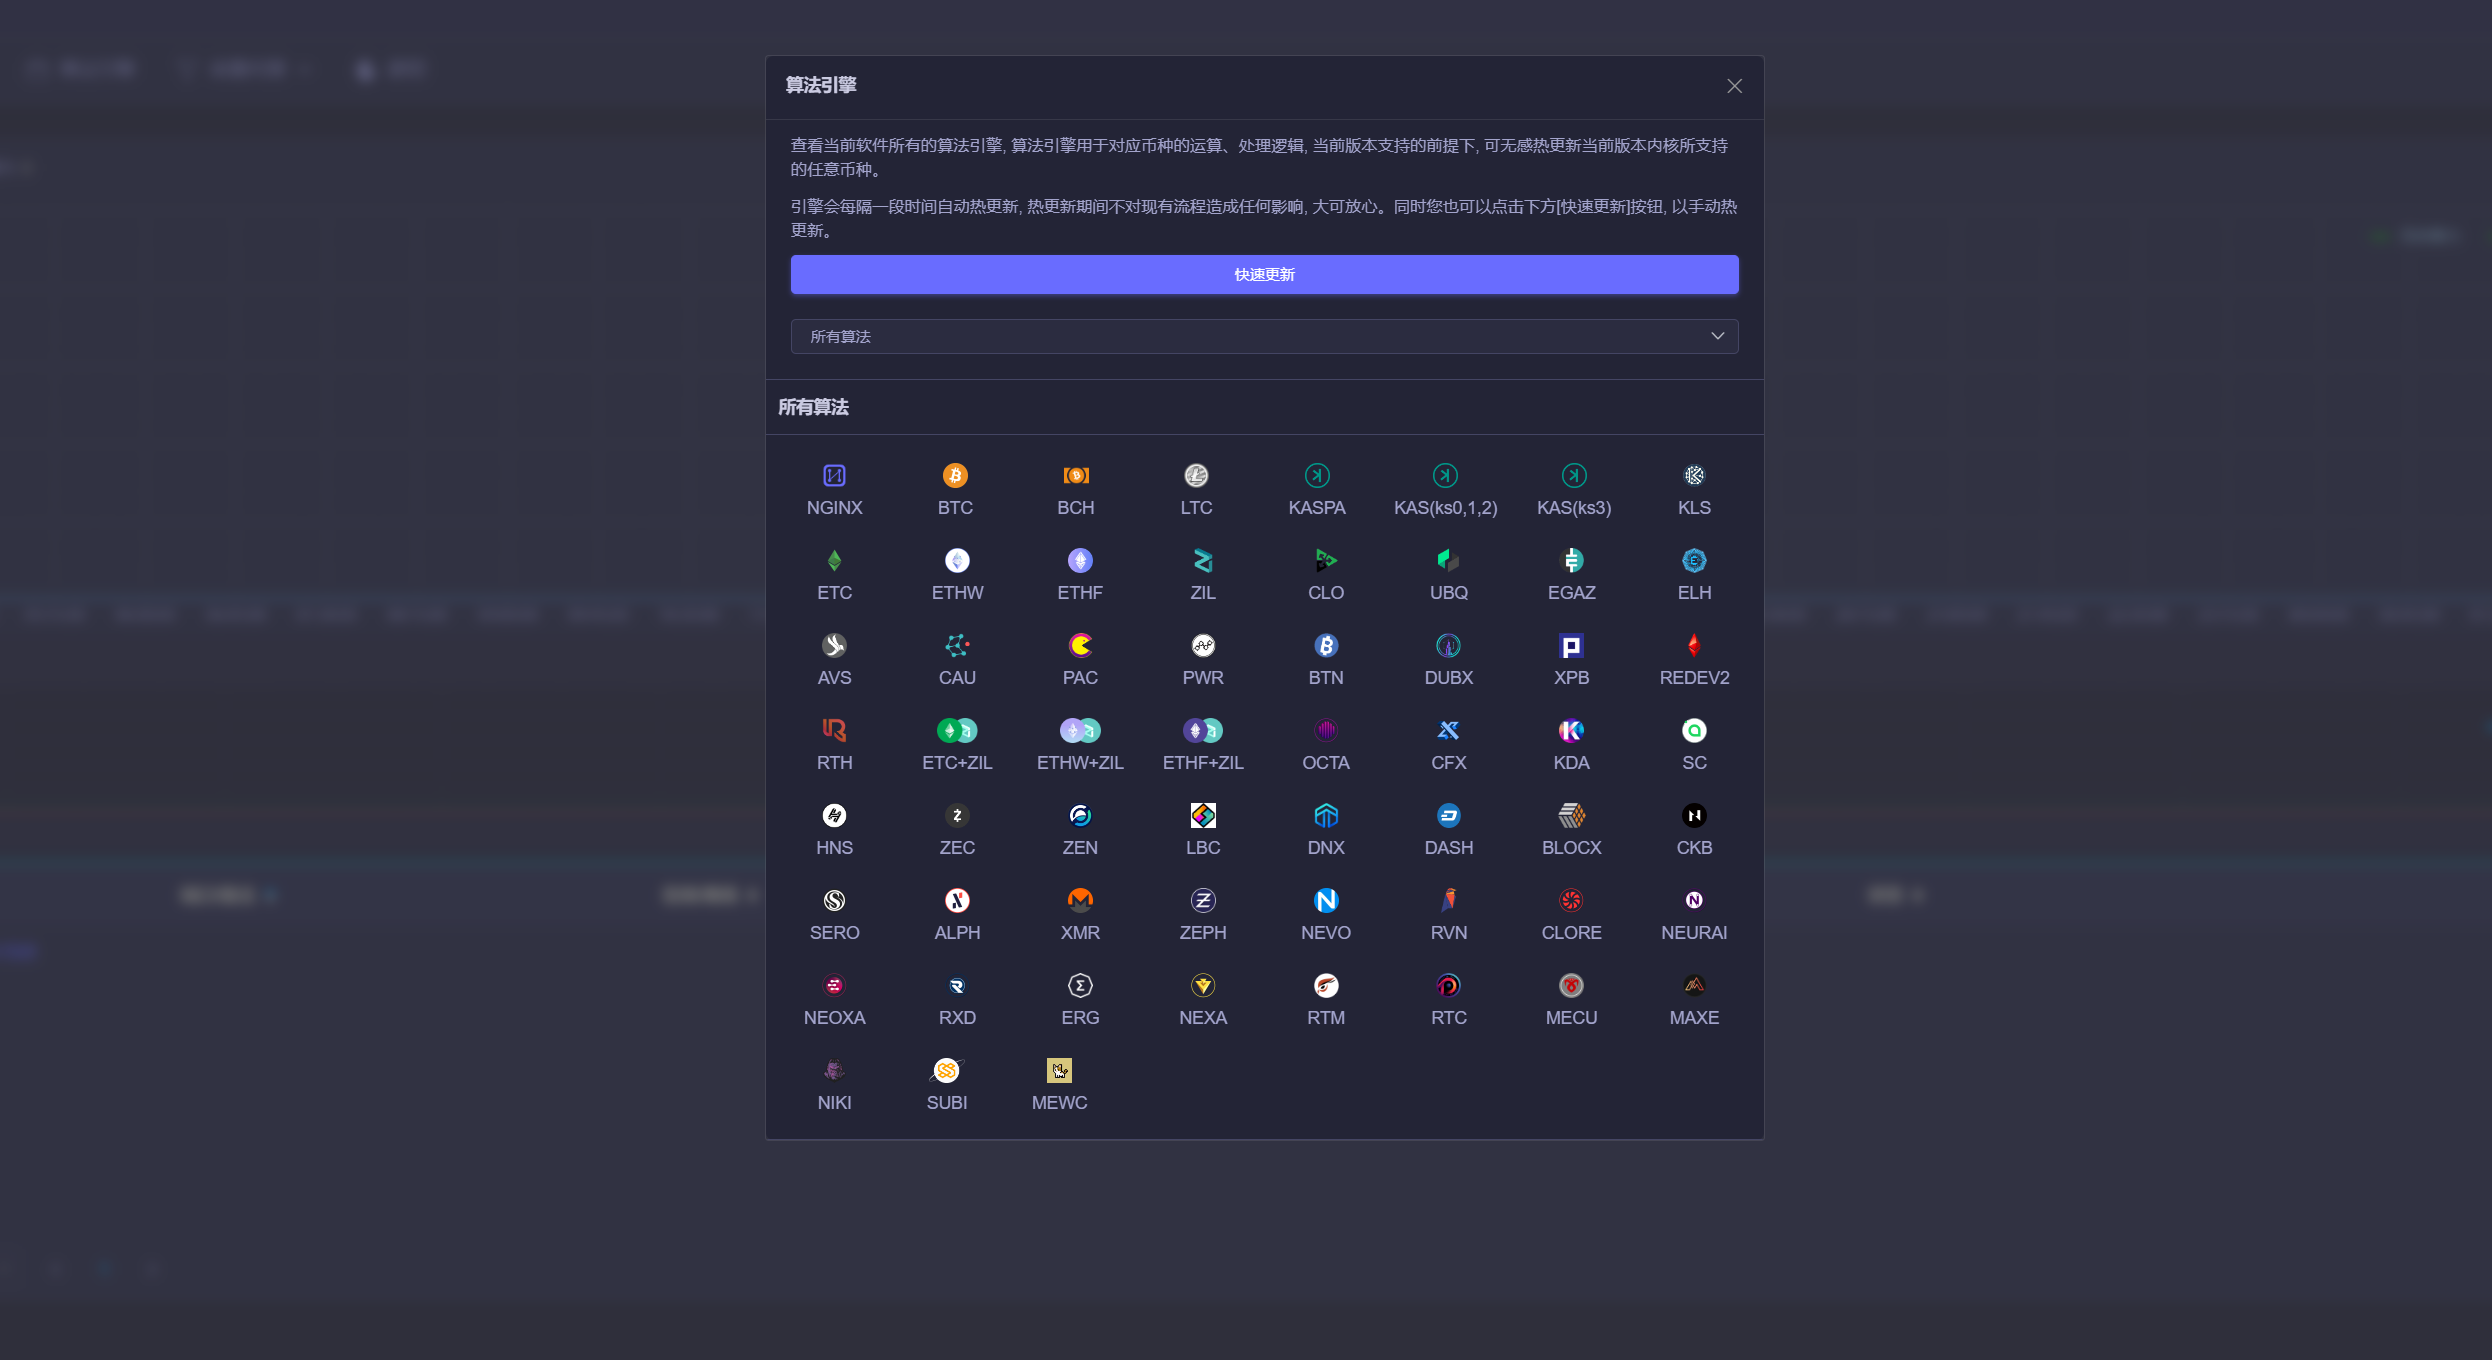 算法引擎
查看当前软件所有的算法引擎, 算法引擎用于对应币种的运算、处理逻辑, 当前版本支持的前提下, 可无感热更新当前版本内核所支持
的任意币种。
引擎会每隔一段时间自动热更新, 热更新期间不对现有流程造成任何影响, 大可放心。同时您也可以点击下方[快速更新]按钮, 以手动热
更新。
快速更新
所有算法
所有算法
NGINX BTC BCH LTC KASPA KAS(ks0,1,2) KAS(ks3) KLS
ETC ETHW ETHF ZIL CLO UBQ EGAZ ELH
AVS CAU PAC PWR BTN DUBX XPB REDEV2
RTH ETC+ZIL ETHW+ZIL ETHF+ZIL OCTA CFX KDA SC
HNS ZEC ZEN LBC DNX DASH BLOCX CKB
SERO ALPH XMR ZEPH NEVO RVN CLORE NEURAI
NEOXA RXD ERG NEXA RTM RTC MECU MAXE
NIKI SUBI MEWC